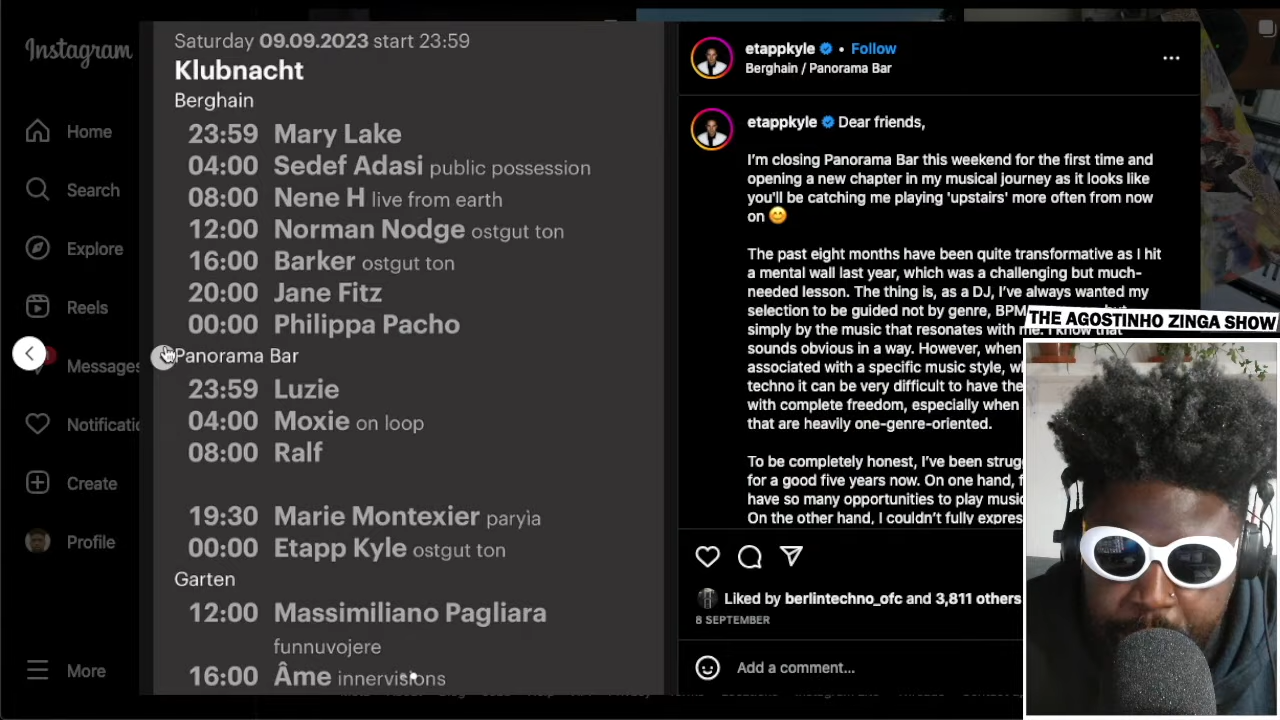 Instagram
Home
Search
Explore
Reels
Messages
Notificatio
Create
Profile
More
Saturday 09.09.2023 start 23:59
Klubnacht
Berghain
23:59 Mary Lake
04:00 Sedef Adasi public possession
08:00 Nene H live from earth
12:00 Norman Nodge ostgut ton
16:00 Barker ostgut ton
20:00 Jane Fitz
00:00 Philippa Pacho
Panorama Bar
23:59 Luzie
04:00 Moxie on loop
08:00 Ralf
19:30 Marie Montexier paryìa
00:00 Etapp Kyle ostgut ton
Garten
12:00 Massimiliano Pagliara
funnuvojere
16:00 Âme innervisions
etappkyle • Follow
Berghain / Panorama Bar
etappkyle Dear friends,
I'm closing Panorama Bar this weekend for the first time and
opening a new chapter in my musical journey as it looks like
you'll be catching me playing 'upstairs' more often from now
on 😊
The past eight months have been quite transformative as I hit
a mental wall last year, which was a challenging but much-
needed lesson. The thing is, as a DJ, I've always wanted my
selection to be guided not by genre, BPM
simply by the music that resonates with me. I know that
sounds obvious in a way. However, when
associated with a specific music style, w
techno it can be very difficult to have the
with complete freedom, especially when
that are heavily one-genre-oriented.
To be completely honest, I've been strug
for a good five years now. On one hand, f
have so many opportunities to play music
On the other hand, I couldn't fully expres
Liked by berlintechno_ofc and 3,811 others
8 SEPTEMBER
Add a comment...
THE AGOSTINHO ZINGA SHOW